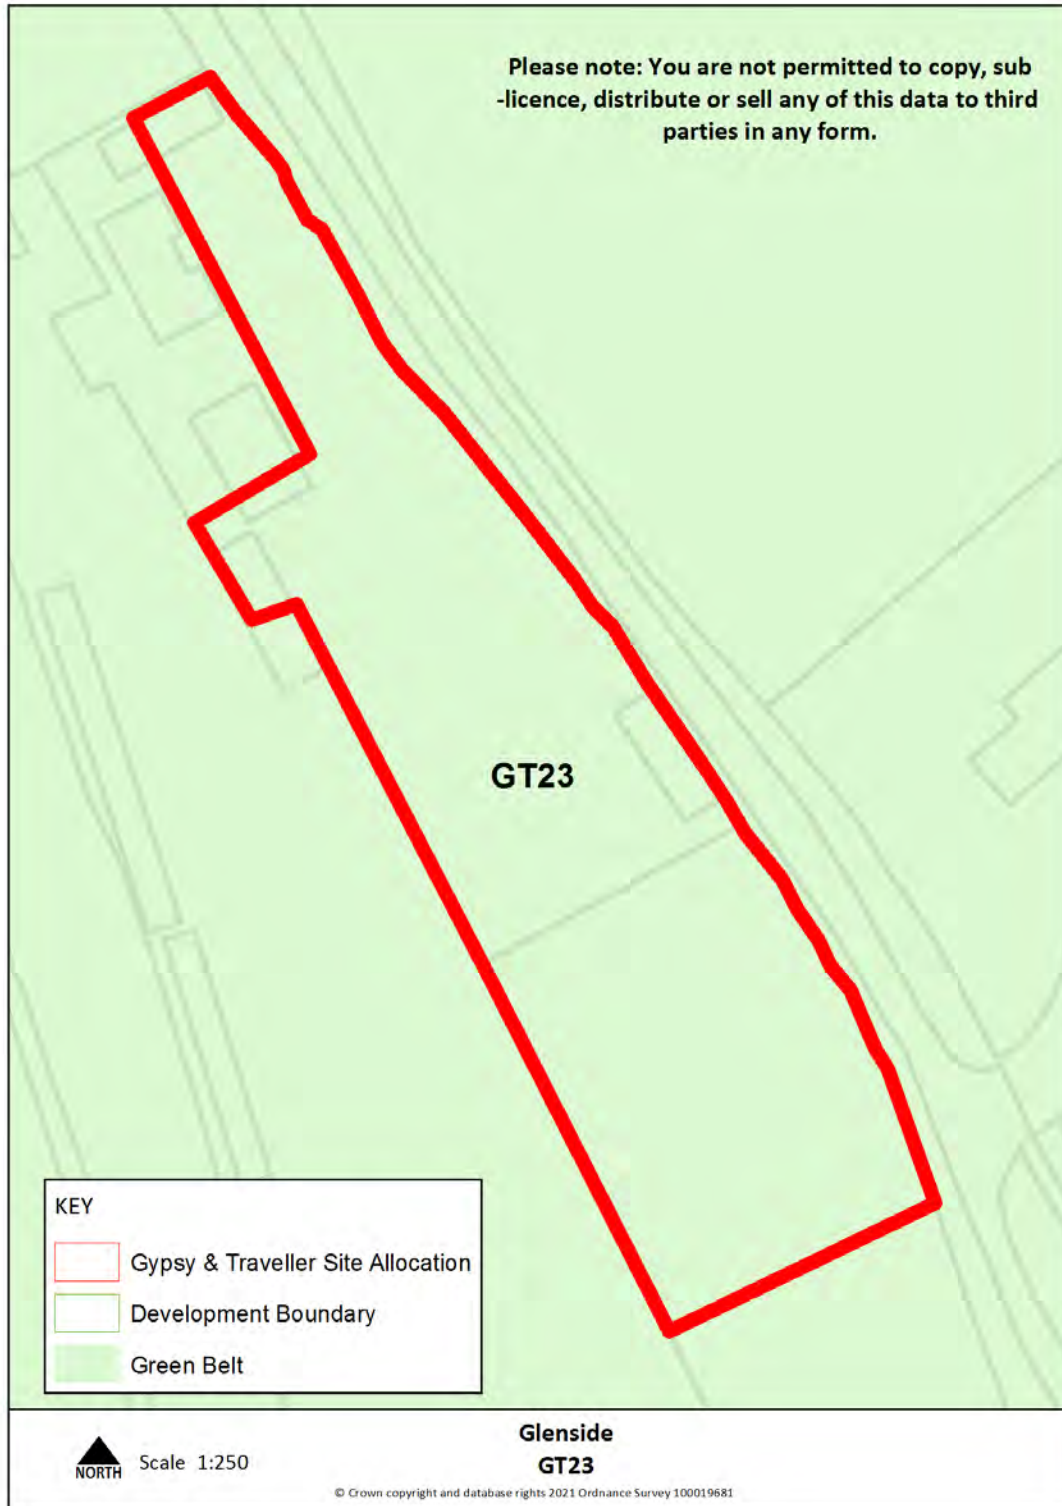 Please note: You are not permitted to copy, sub
-licence, distribute or sell any of this data to third
parties in any form.
GT23
KEY
Gypsy & Traveller Site Allocation
Development Boundary
Green Belt
NORTH
Scale 1:250
Glenside
GT23
© Crown copyright and database rights 2021 Ordnance Survey 100019681